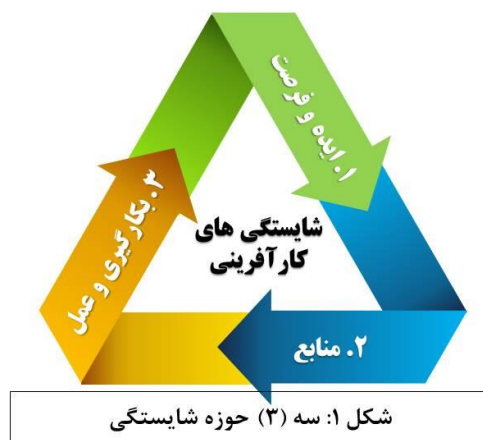 ۱. ایده و فرصت
شایستگی های
کارآفرینی
۳. بکارگیری و عمل
۲. منابع
شکل ۱: سه (۳) حوزه شایستگی